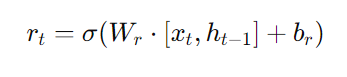 r_t = σ(W_r · [x_t, h_{t−1}] + b_r)